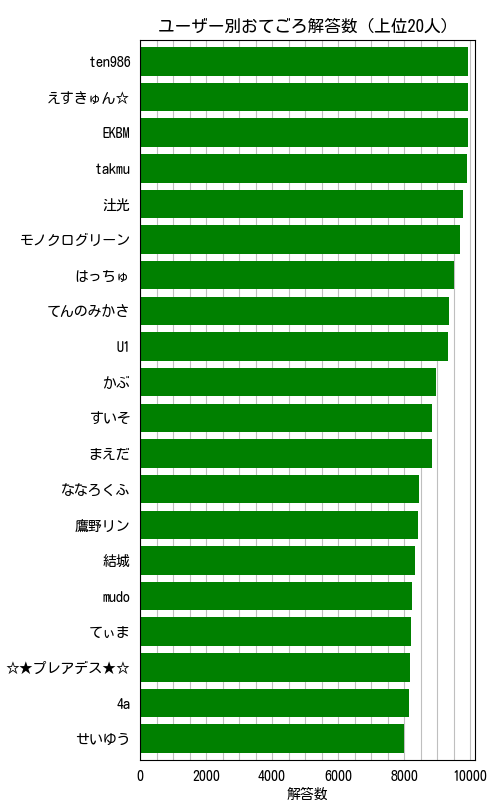 ユーザー別おてごろ解答数（上位20人）
ten986
えすきゅん☆
EKBM
takmu
泩光
モノクログリーン
はっちゅ
てんのみかさ
U1
かぶ
すいそ
まえだ
ななろくふ
鷹野リン
結城
mudo
てぃま
☆★プレアデス★☆
4a
せいゆう
0 2000 4000 6000 8000 10000
解答数